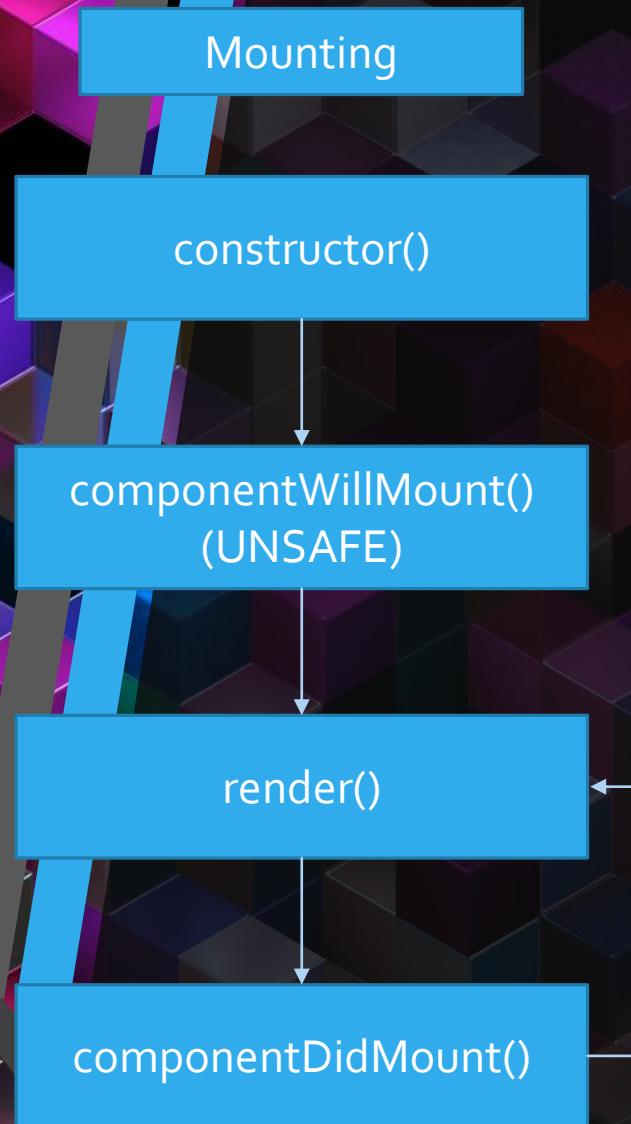 Mounting
constructor()
componentWillMount()
(UNSAFE)
render()
componentDidMount()